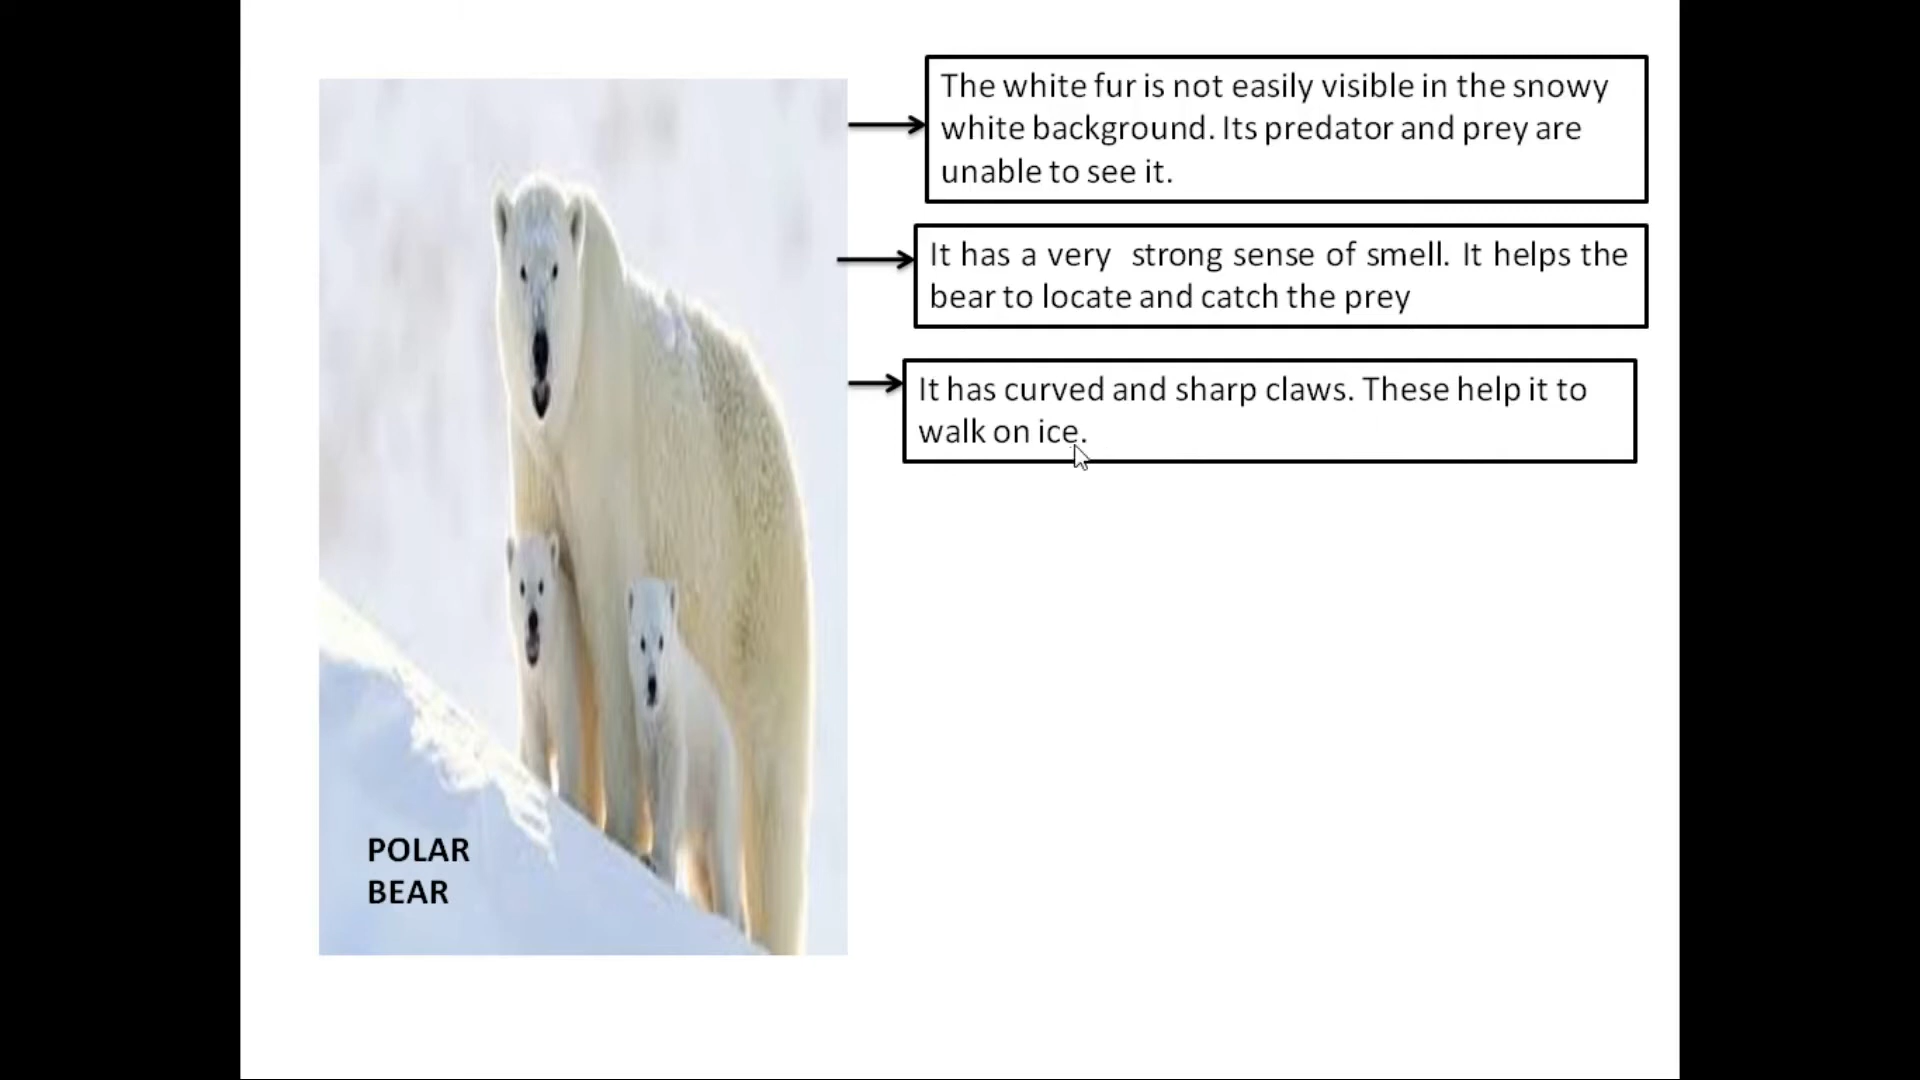 The white fur is not easily visible in the snowy
white background. Its predator and prey are
unable to see it.
It has a very strong sense of smell. It helps the
bear to locate and catch the prey
It has curved and sharp claws. These help it to
walk on ice.
POLAR
BEAR